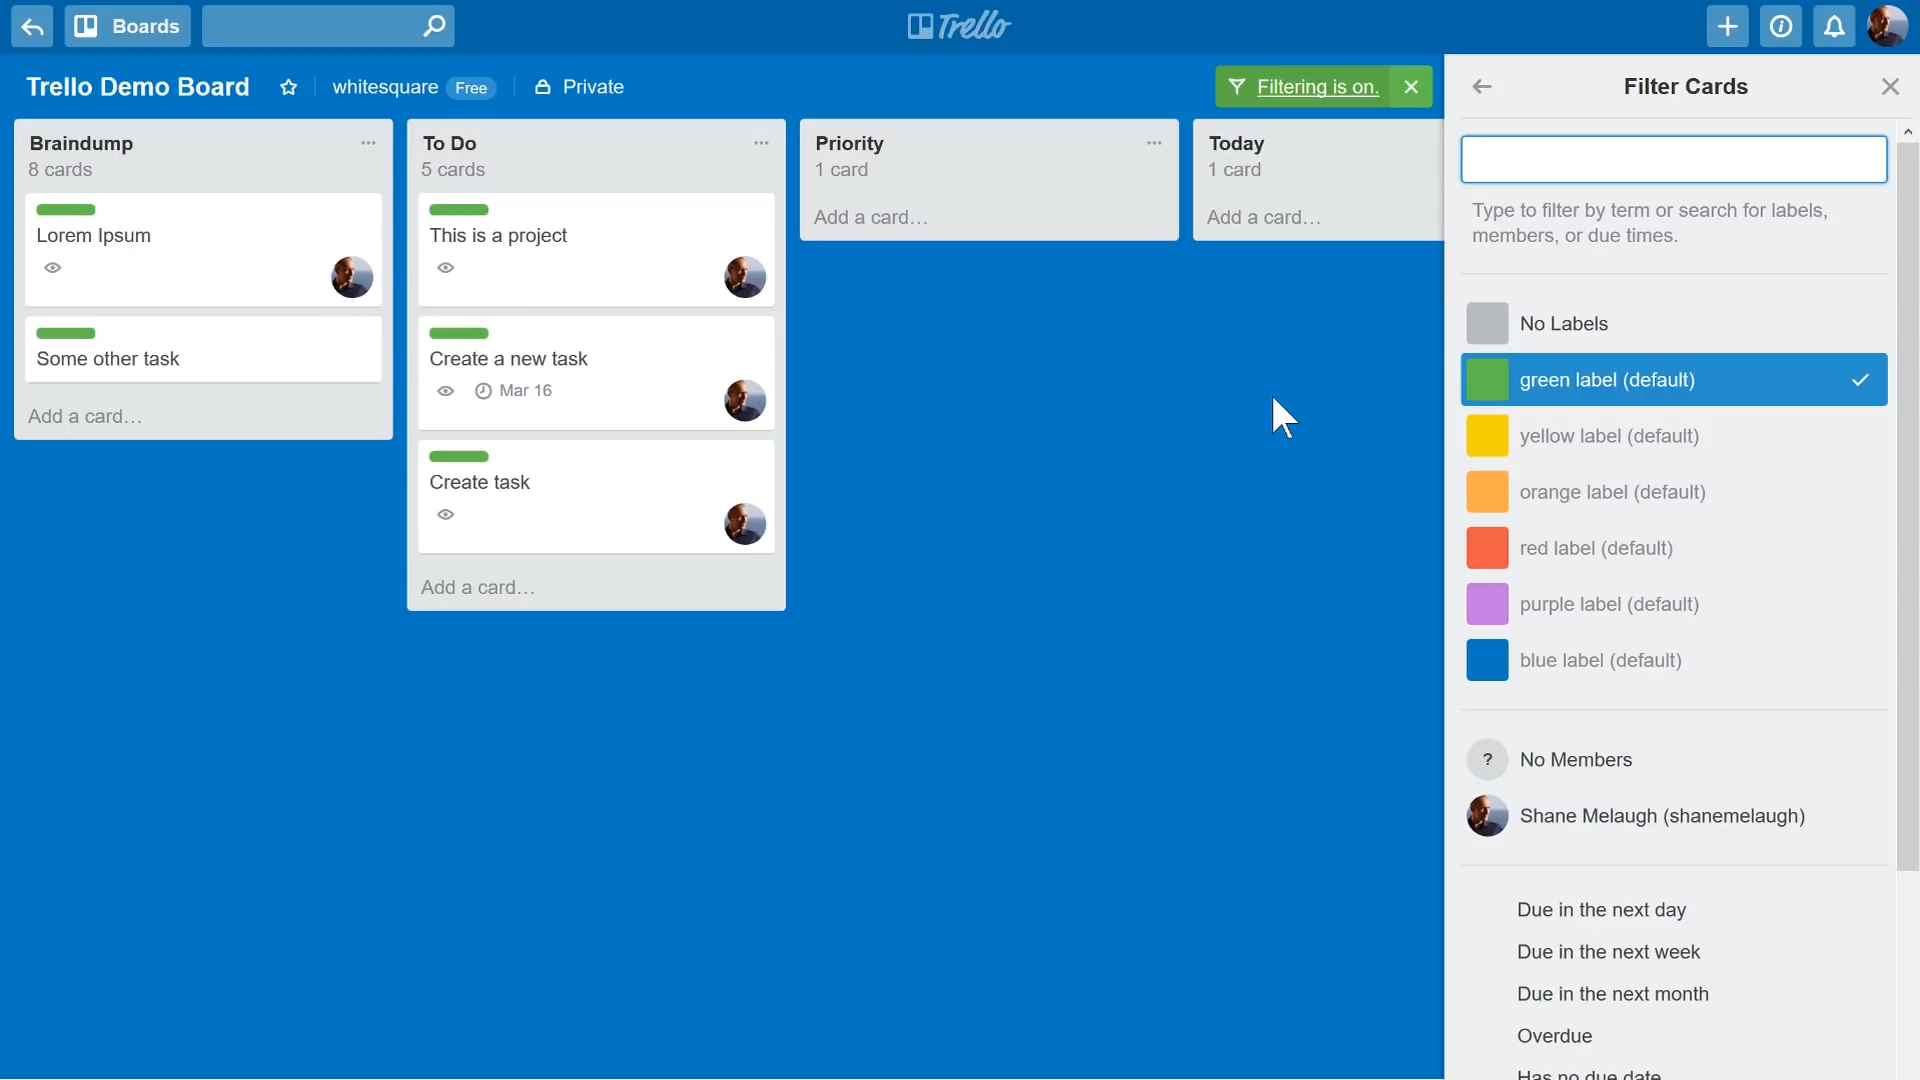 Boards
Trello
Trello Demo Board
whitesquare Free
Private
Filtering is on.
Braindump
8 cards
Lorem Ipsum
Some other task
Add a card…
To Do
5 cards
This is a project
Create a new task
Mar 16
Create task
Add a card…
Priority
1 card
Add a card…
Today
1 card
Add a card…
Filter Cards
Type to filter by term or search for labels,
members, or due times.
No Labels
green label (default)
yellow label (default)
orange label (default)
red label (default)
purple label (default)
blue label (default)
? No Members
Shane Melaugh (shanemelaugh)
Due in the next day
Due in the next week
Due in the next month
Overdue
Has no due date